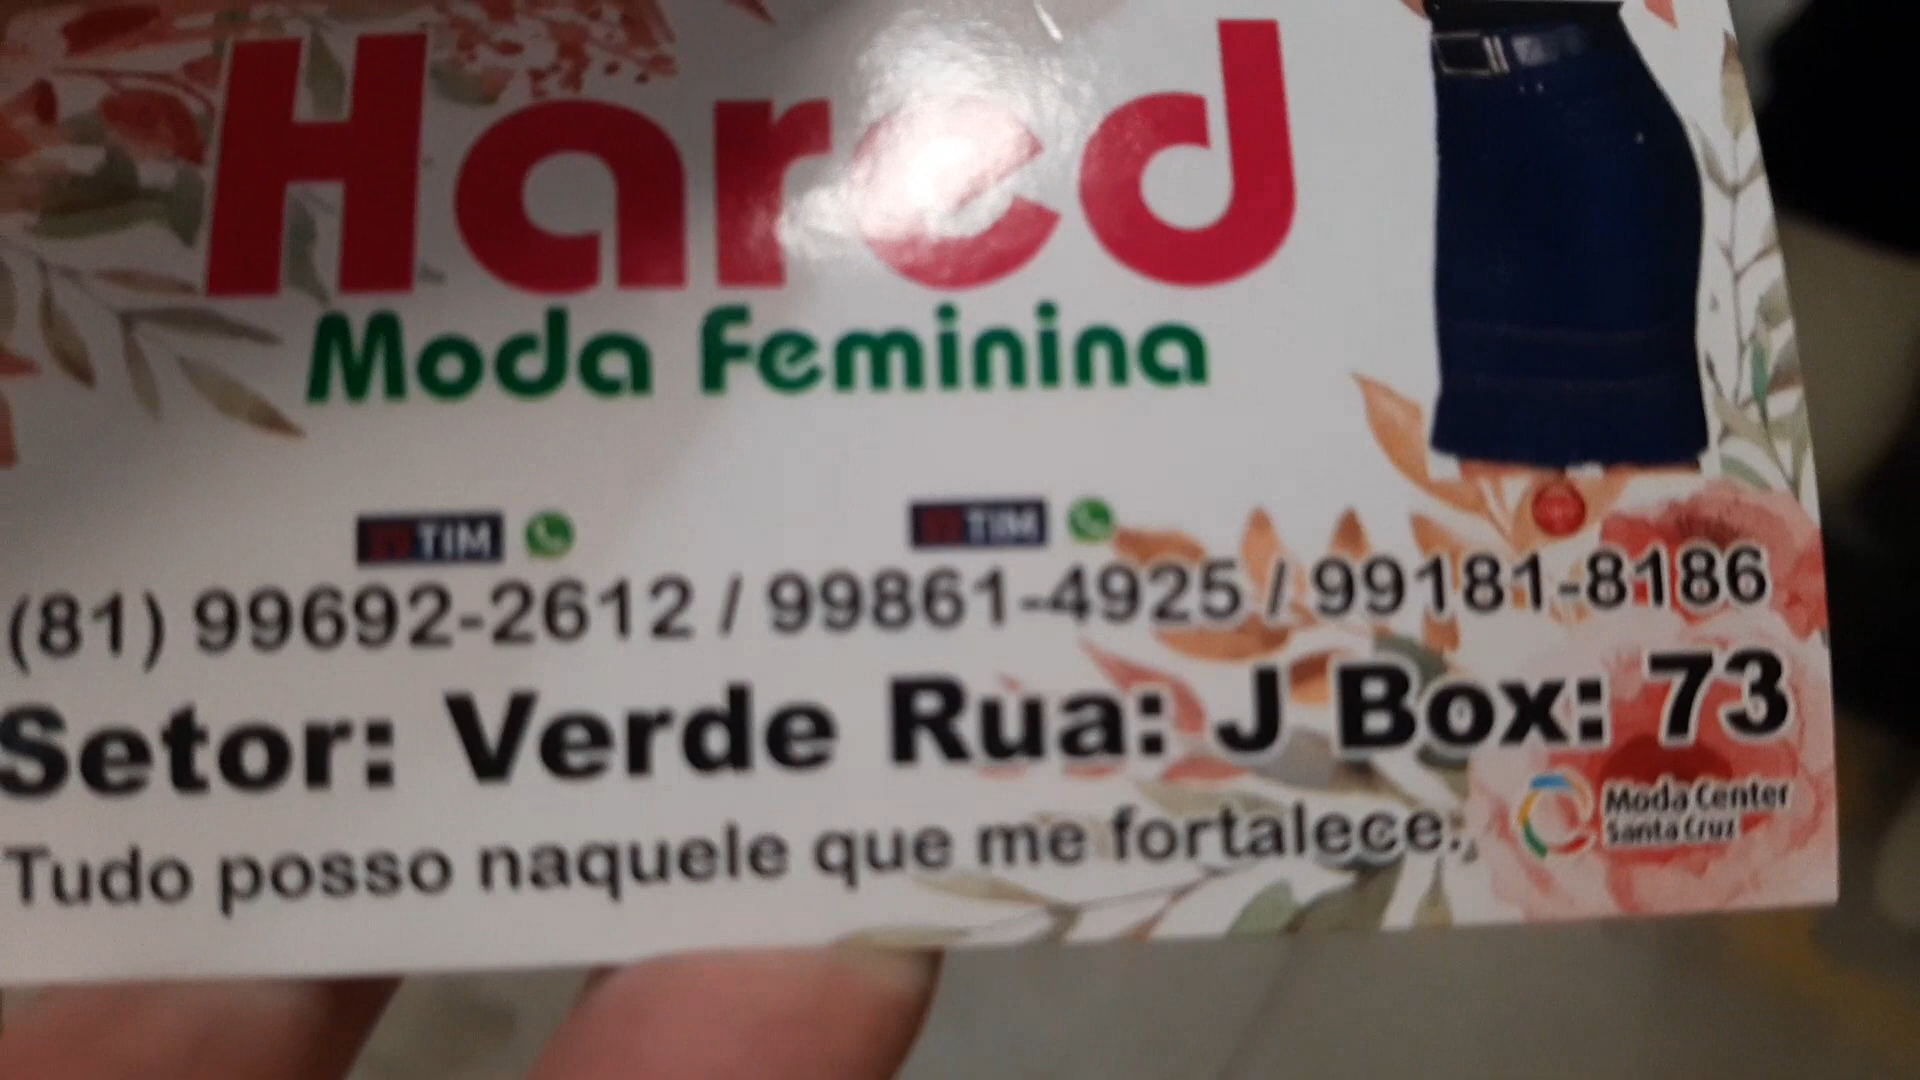 Hared
Moda Feminina
TIM TIM
(81) 99692-2612 / 99861-4925 / 99181-8186
Setor: Verde Rua: J Box: 73
Tudo posso naquele que me fortalece.
Moda Center
Santa Cruz